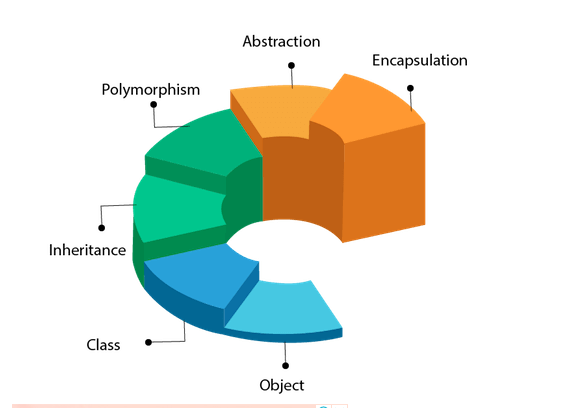 Abstraction
Encapsulation
Polymorphism
Inheritance
Class
Object